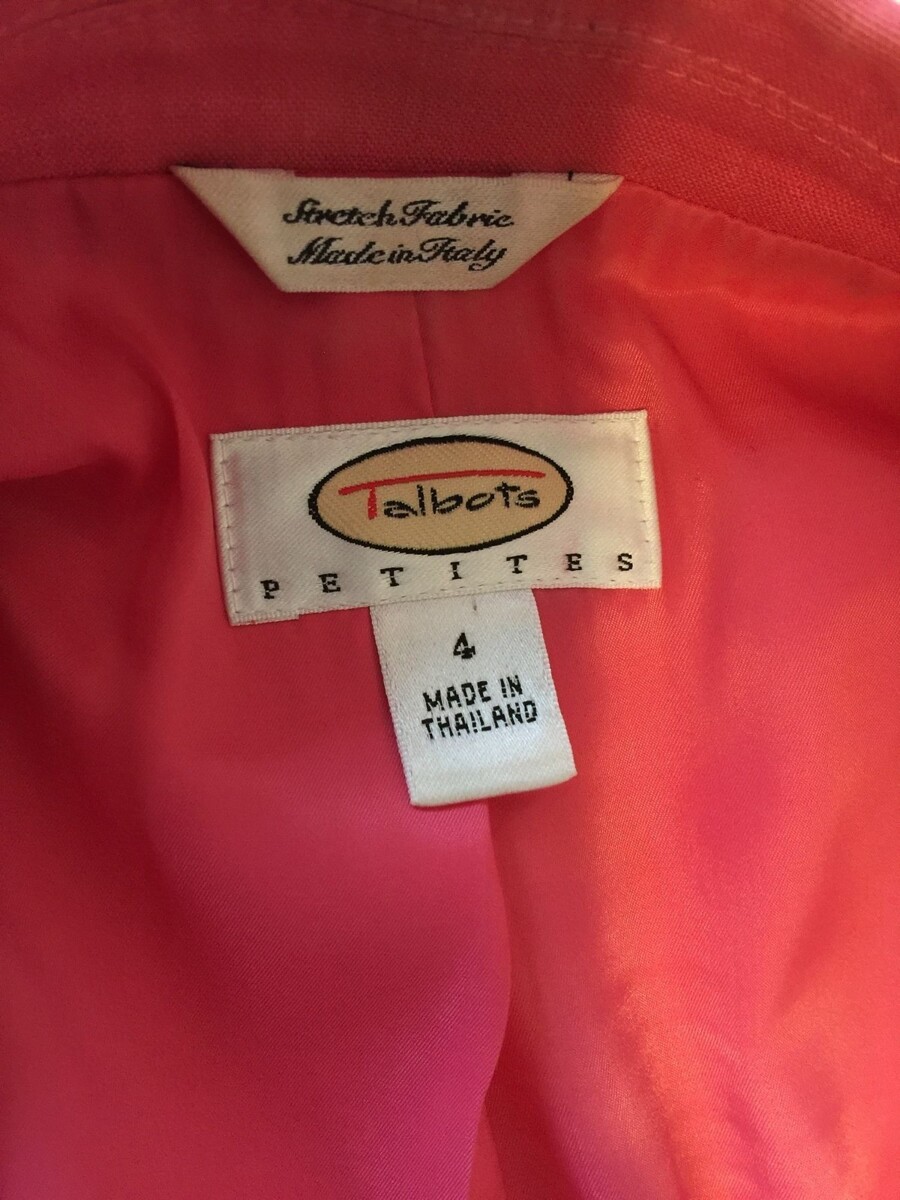 Stretch Fabric
Made in Italy
Talbots
PETITES
4
MADE IN
THAILAND